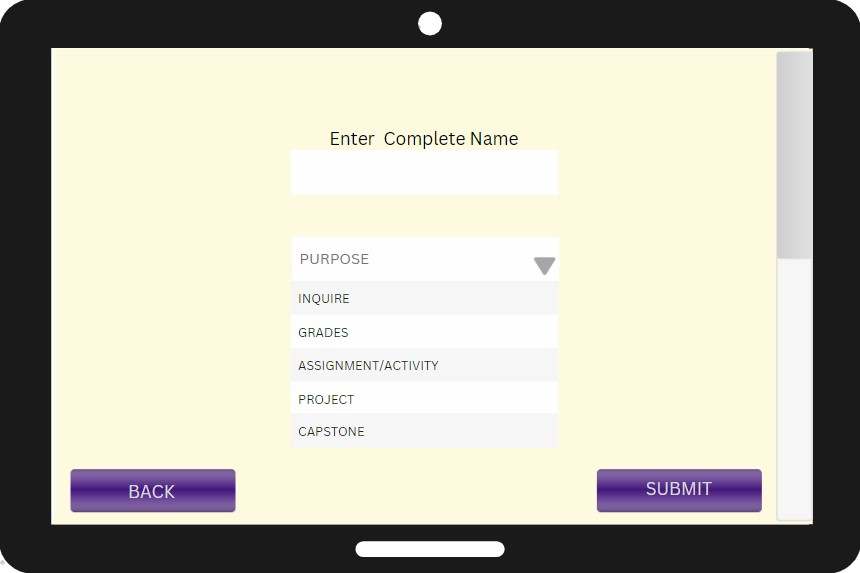 Enter  Complete Name
PURPOSE
INQUIRE
GRADES
ASSIGNMENT/ACTIVITY
PROJECT
CAPSTONE
BACK
SUBMIT